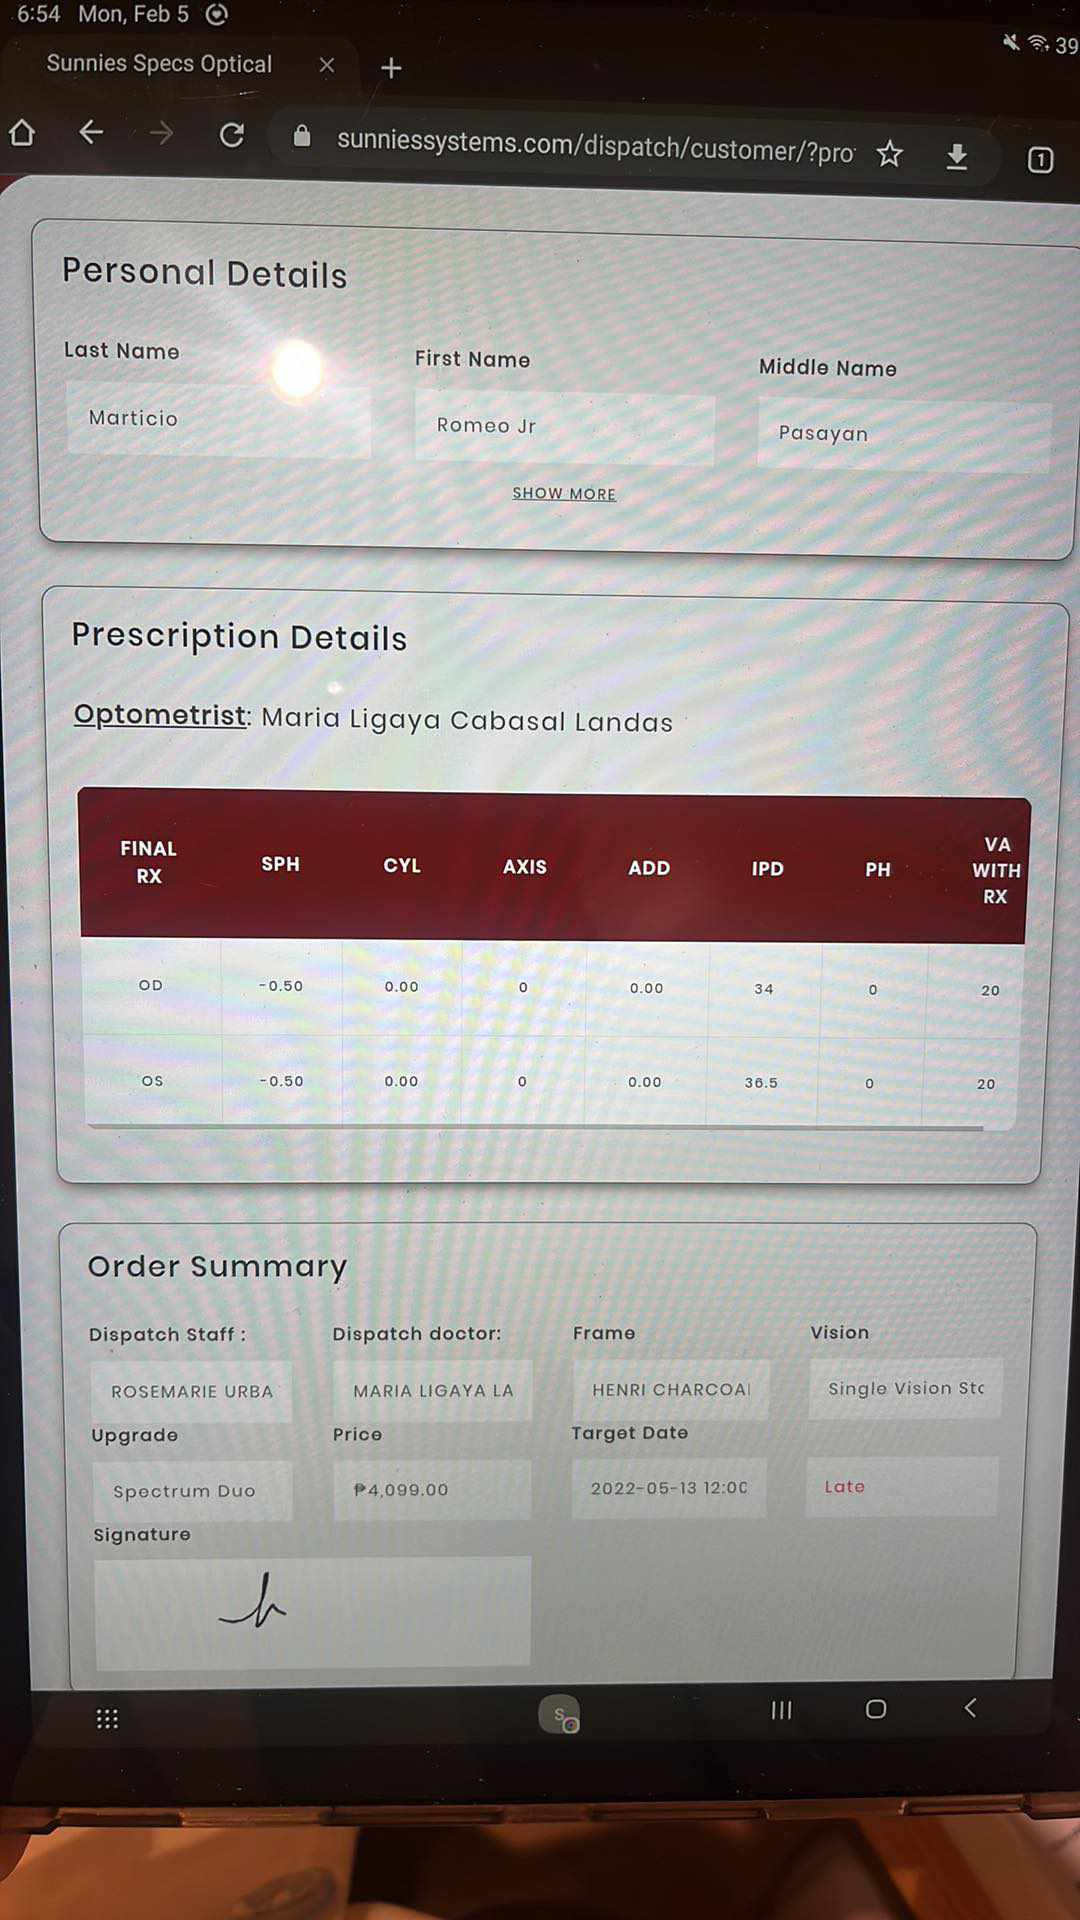 6:54 Mon, Feb 5
39
Sunnies Specs Optical
sunniessystems.com/dispatch/customer/?pro
1
Personal Details
Last Name First Name Middle Name
Marticio Romeo Jr Pasayan
SHOW MORE
Prescription Details
Optometrist: Maria Ligaya Cabasal Landas
FINAL RX SPH CYL AXIS ADD IPD PH VA WITH RX
OD -0.50 0.00 0 0.00 34 0 20
OS -0.50 0.00 0 0.00 36.5 0 20
Order Summary
Dispatch Staff : Dispatch doctor: Frame Vision
ROSEMARIE URBA MARIA LIGAYA LA HENRI CHARCOAL Single Vision Sto
Upgrade Price Target Date
Spectrum Duo ₱4,099.00 2022-05-13 12:00 Late
Signature
S